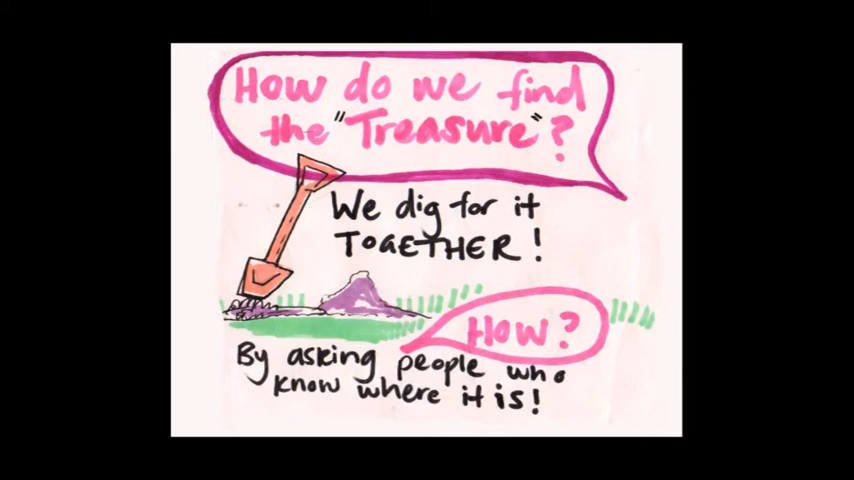 How do we find
the "Treasure"?
We dig for it
TOGETHER!
How?
By asking people who
know where it is!